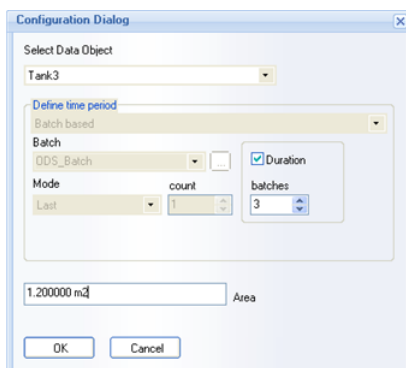 Configuration Dialog
Select Data Object
Tank3
Define time period
Batch based
Batch
ODS_Batch
...
Duration
Mode
count
batches
Last
1
3
1.200000 m2
Area
OK
Cancel